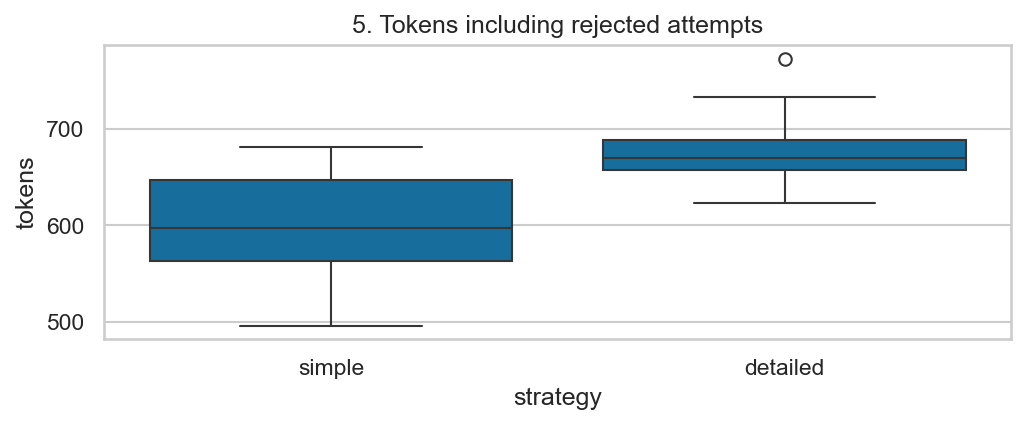 5. Tokens including rejected attempts
tokens
700
600
500
simple
detailed
strategy